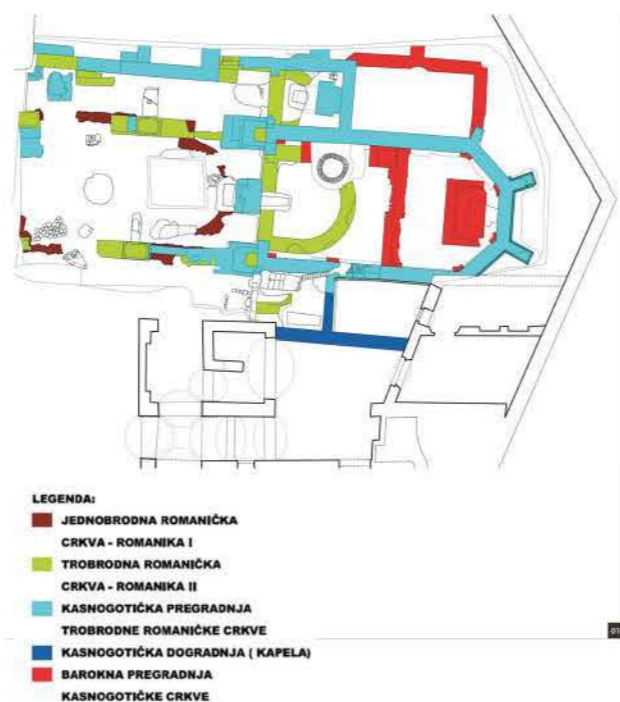 LEGENDA:
JEDNOBRODNA ROMANIČKA
CRKVA - ROMANIKA I
TROBRODNA ROMANIČKA
CRKVA - ROMANIKA II
KASNOGOTIČKA PREGRADNJA
TROBRODNE ROMANIČKE CRKVE
01
KASNOGOTIČKA DOGRADNJA ( KAPELA)
BAROKNA PREGRADNJA
KASNOGOTIČKE CRKVE